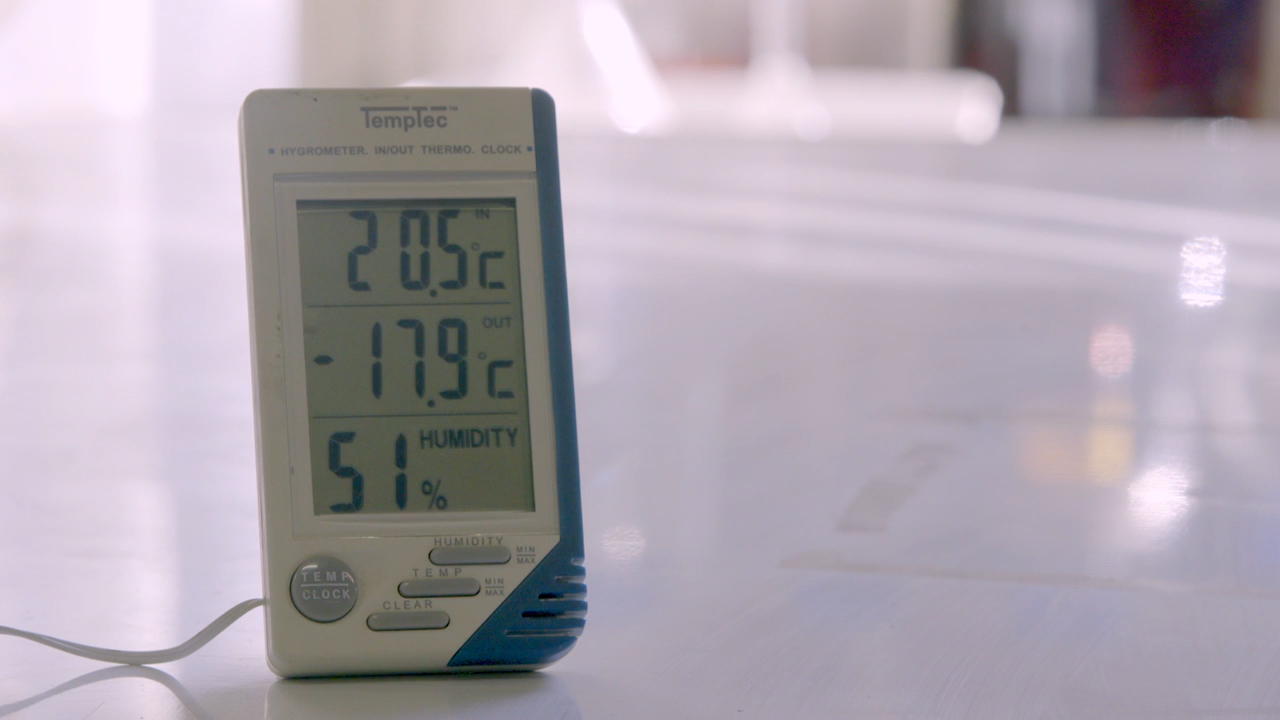 TempTec™
HYGROMETER. IN/OUT THERMO. CLOCK
IN
20.5°C
OUT
-17.9°C
HUMIDITY
51%
HUMIDITY
MIN
MAX
TEMP
MIN
MAX
CLEAR
TEMP
CLOCK